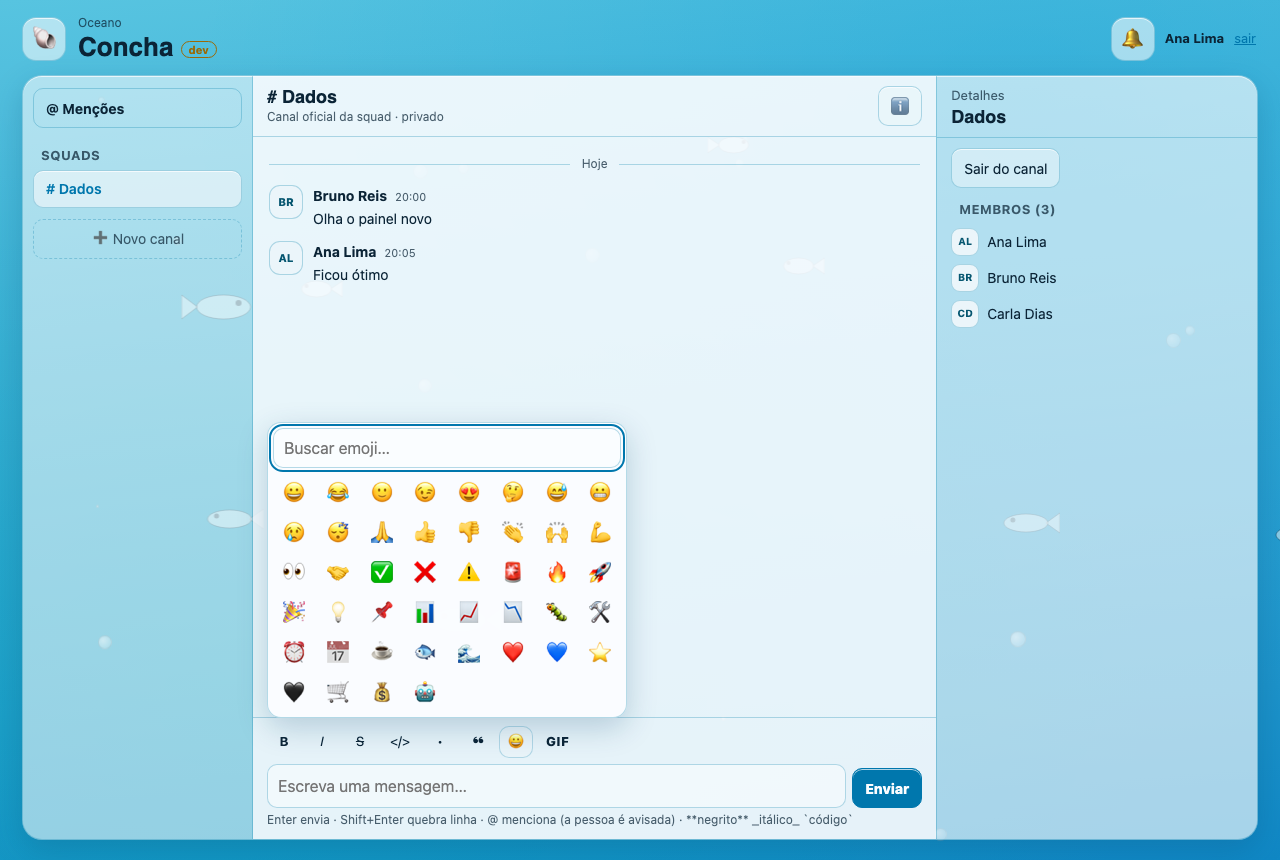 Oceano
Concha dev
Ana Lima sair
@ Menções
SQUADS
# Dados
➕ Novo canal
# Dados
Canal oficial da squad · privado
Hoje
BR Bruno Reis 20:00
Olha o painel novo
AL Ana Lima 20:05
Ficou ótimo
Buscar emoji...
17
B I S </> · ❝ GIF
Escreva uma mensagem...
Enviar
Enter envia · Shift+Enter quebra linha · @ menciona (a pessoa é avisada) · **negrito** _itálico_ `código`
Detalhes
Dados
Sair do canal
MEMBROS (3)
AL Ana Lima
BR Bruno Reis
CD Carla Dias